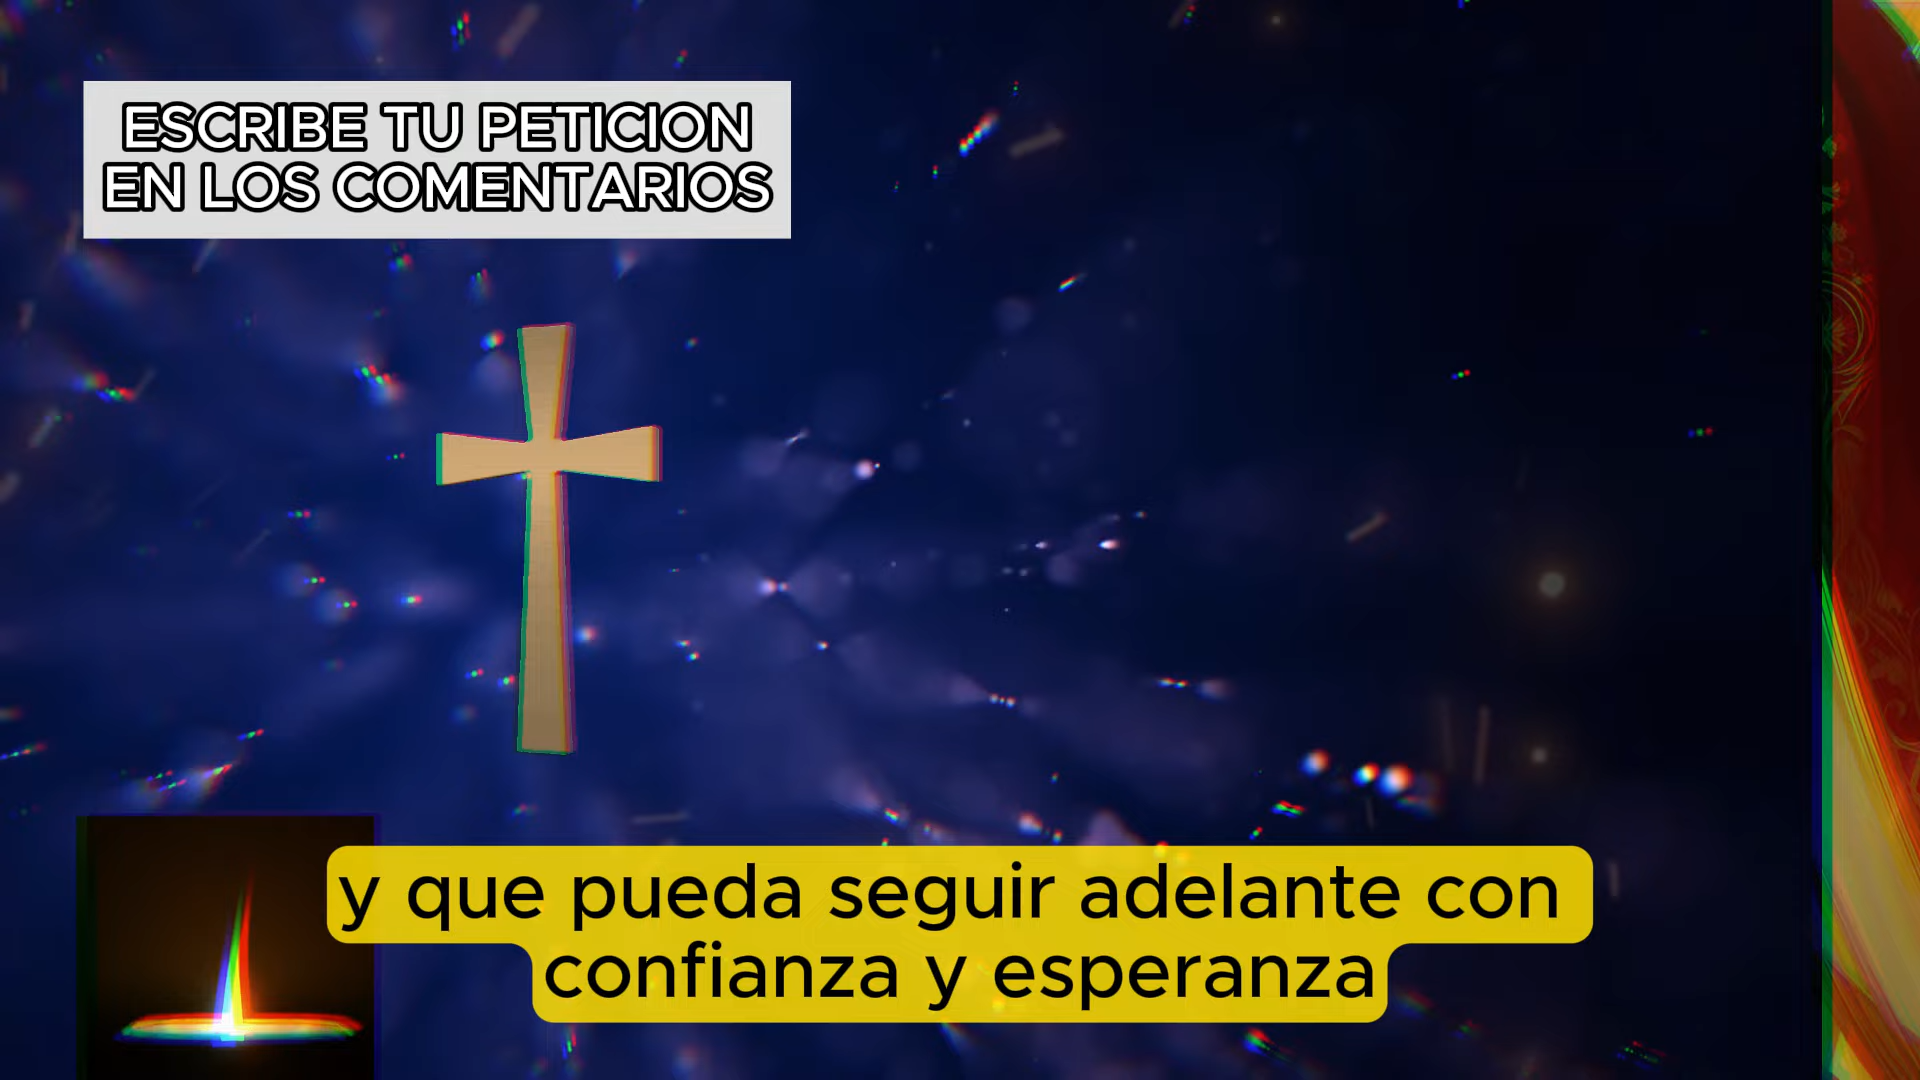 ESCRIBE TU PETICION
EN LOS COMENTARIOS
y que pueda seguir adelante con
confianza y esperanza